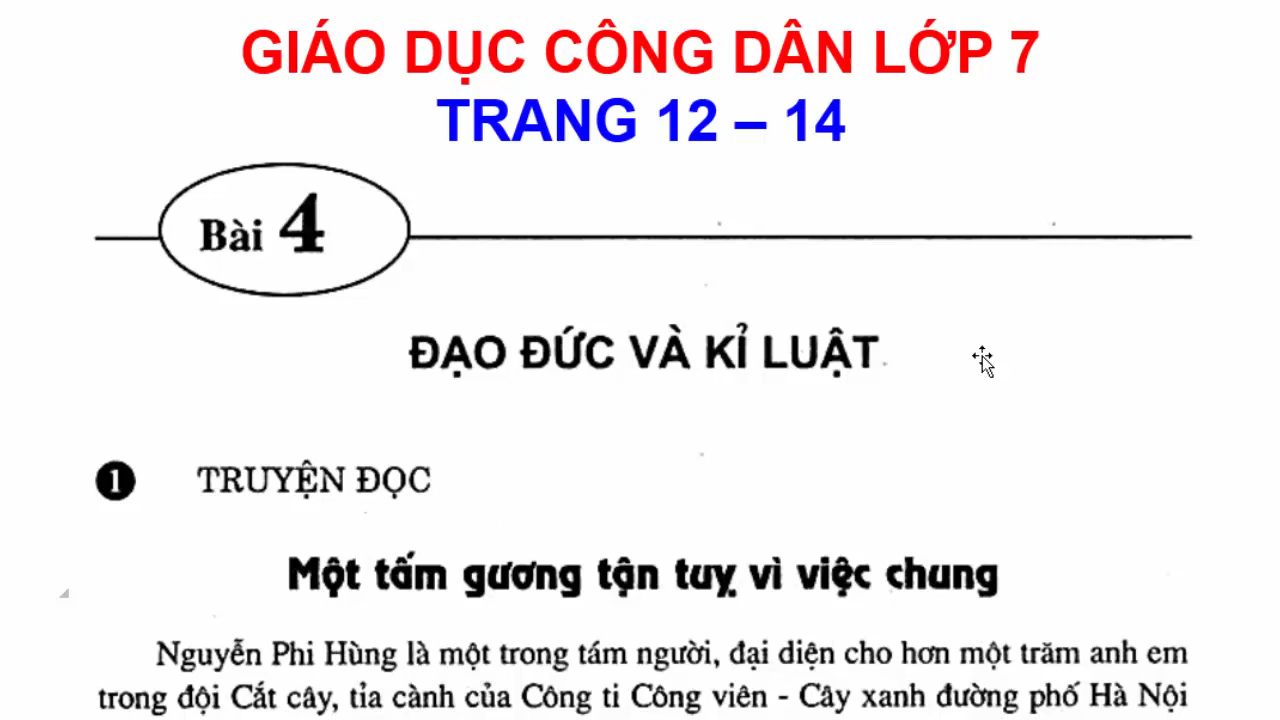 GIÁO DỤC CÔNG DÂN LỚP 7
TRANG 12 – 14
Bài 4
ĐẠO ĐỨC VÀ KỈ LUẬT
1 TRUYỆN ĐỌC
Một tấm gương tận tuỵ vì việc chung
Nguyễn Phi Hùng là một trong tám người, đại diện cho hơn một trăm anh em
trong đội Cắt cây, tỉa cành của Công ti Công viên - Cây xanh đường phố Hà Nội